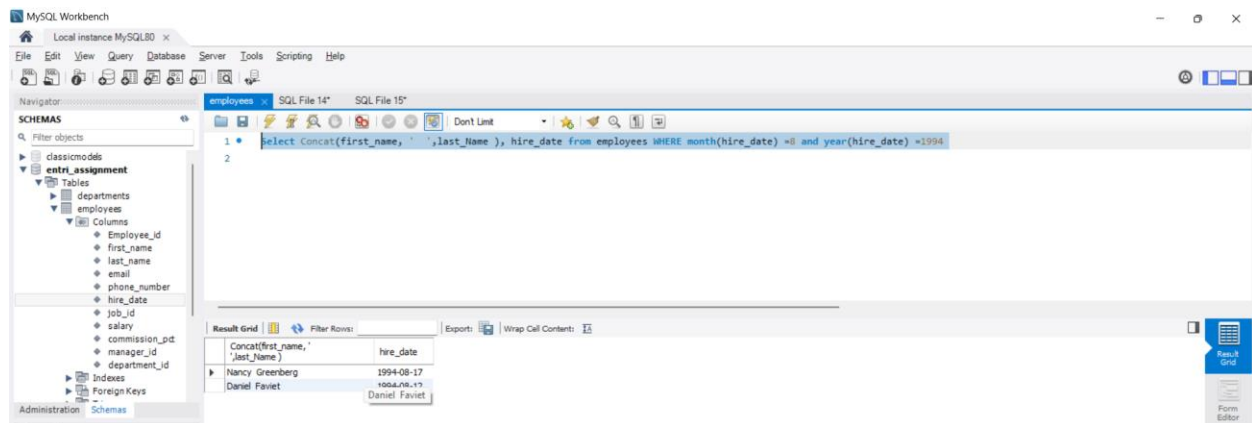 MySQL Workbench
Local instance MySQL80
File Edit View Query Database Server Tools Scripting Help
Navigator
SCHEMAS
Filter objects
classicmodels
entri_assignment
Tables
departments
employees
Columns
Employee_id
first_name
last_name
email
phone_number
hire_date
job_id
salary
commission_pct
manager_id
department_id
Indexes
Foreign Keys
Administration Schemas
employees SQL File 14* SQL File 15*
Don't Limit
1 Select Concat(first_name, '  ',last_Name ), hire_date from employees WHERE month(hire_date) =8 and year(hire_date) =1994
2
Result Grid Filter Rows: Export: Wrap Cell Content:
Concat(first_name, ' hire_date
',last_Name )
Nancy Greenberg 1994-08-17
Daniel Faviet 1994-08-12
Daniel Faviet
Result
Grid
Form
Editor